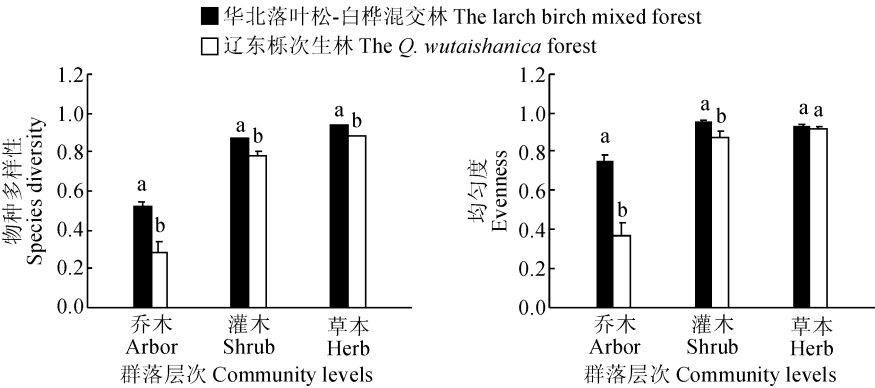 华北落叶松-白桦混交林 The larch birch mixed forest
辽东栎次生林 The Q. wutaishanica forest
物种多样性
Species diversity
1.2
1.0
0.8
0.6
0.4
0.2
0.0
a
b
a
b
a
b
乔木
Arbor
灌木
Shrub
草本
Herb
群落层次 Community levels
均匀度
Evenness
1.2
1.0
0.8
0.6
0.4
0.2
0.0
a
b
a
b
a a
乔木
Arbor
灌木
Shrub
草本
Herb
群落层次 Community levels